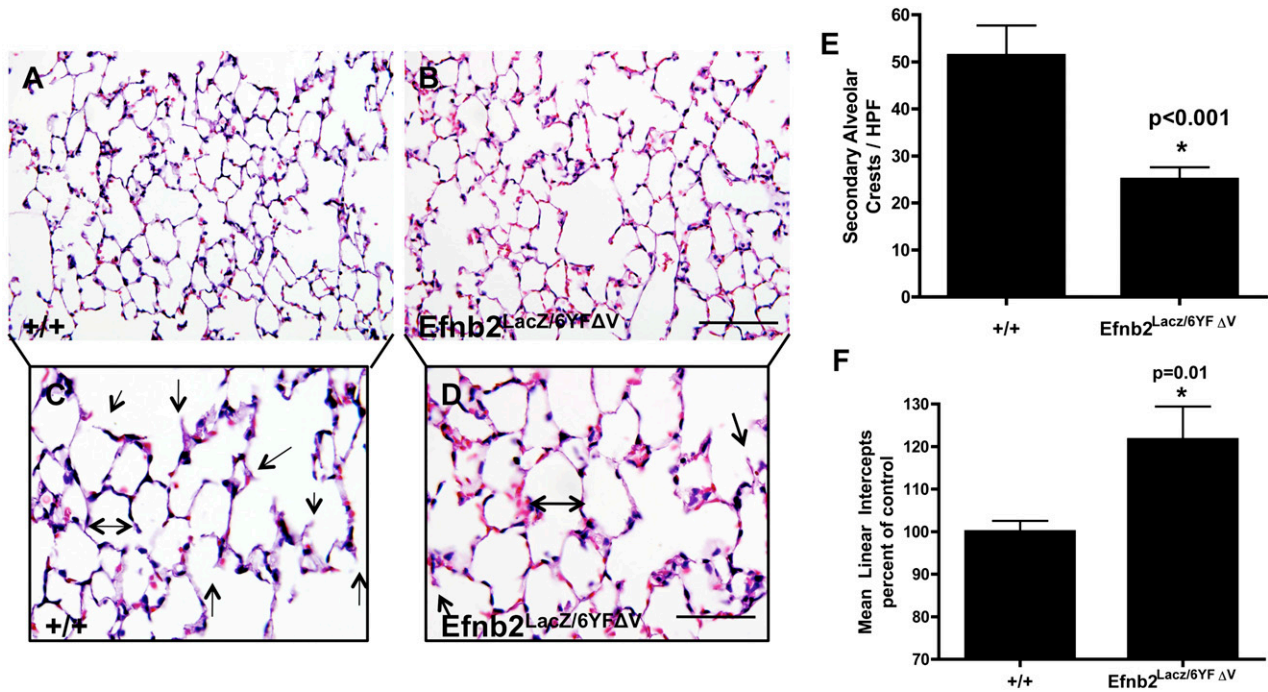 A
+/+
B
Efnb2LacZ/6YFΔV
C
+/+
D
Efnb2LacZ/6YFΔV
E
Secondary Alveolar
Crests / HPF
60
50
40
30
20
10
0
p<0.001
*
+/+
Efnb2LacZ/6YF ΔV
F
Mean Linear Intercepts
percent of control
130
120
110
100
90
80
70
p=0.01
*
+/+
Efnb2LacZ/6YF ΔV